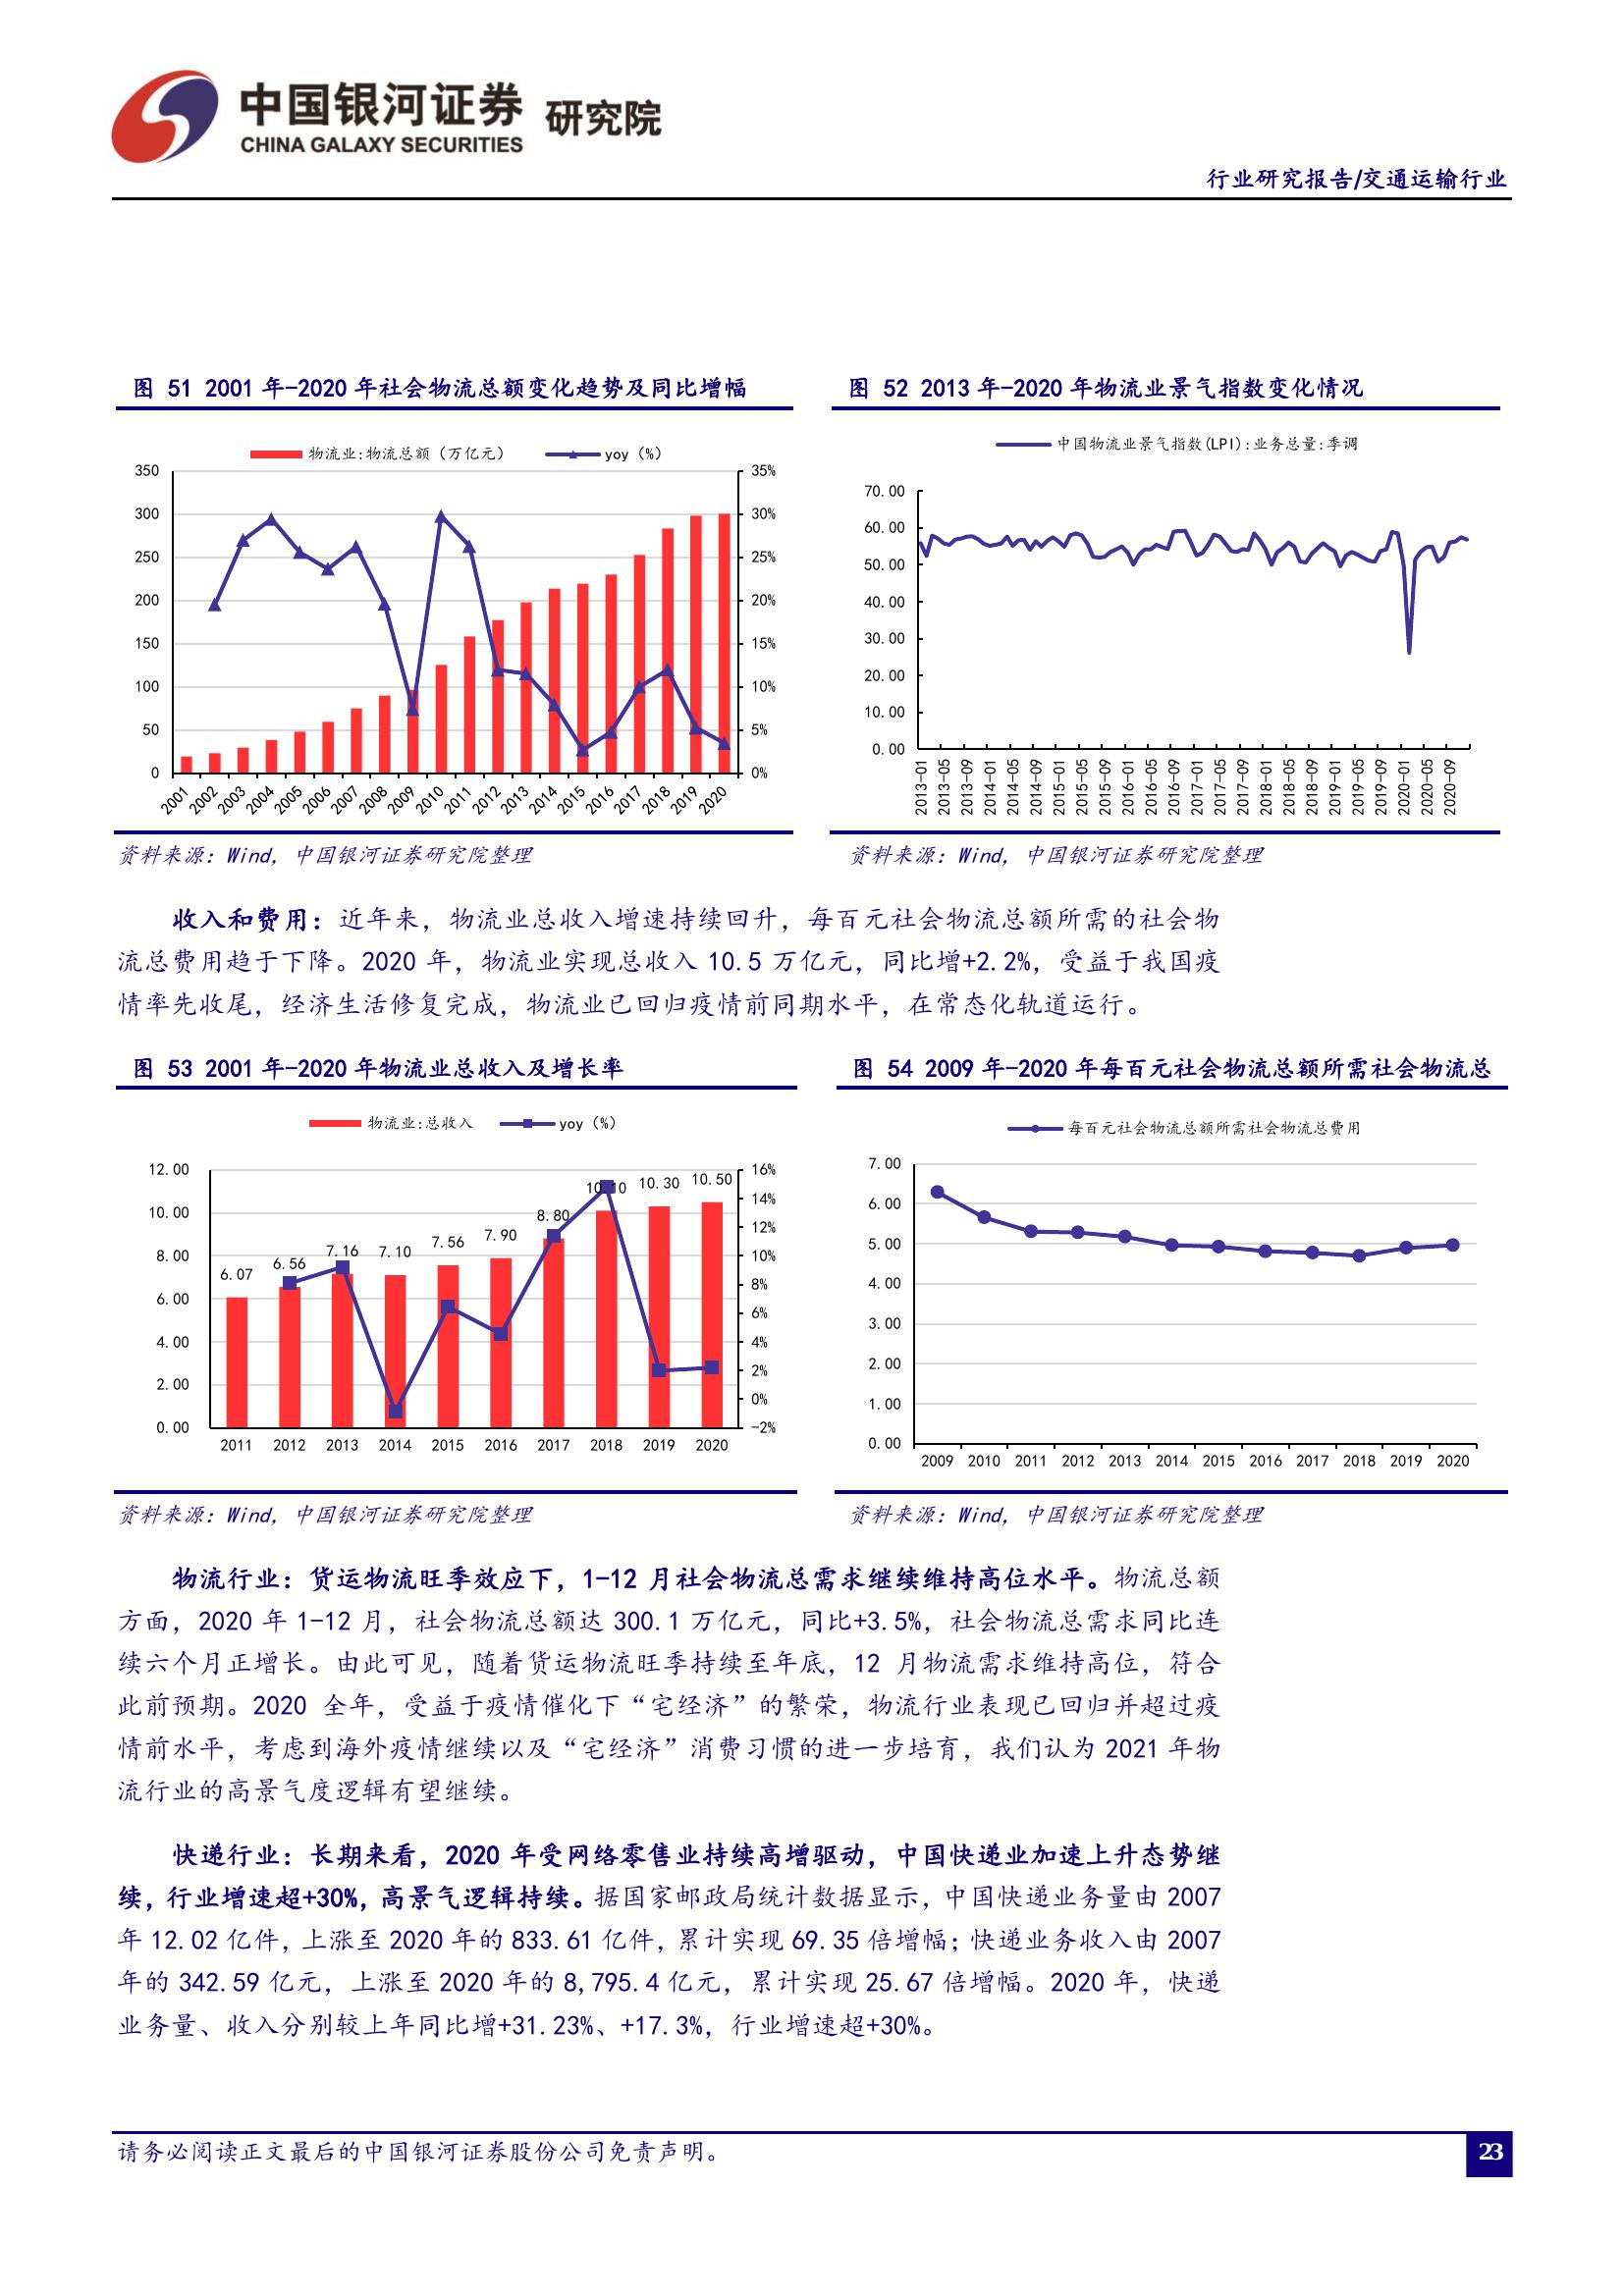 中国银河证券 研究院
CHINA GALAXY SECURITIES
行业研究报告/交通运输行业
图 51 2001 年-2020 年社会物流总额变化趋势及同比增幅
物流业:物流总额（万亿元） yoy（%）
350
300
250
200
150
100
50
0
35%
30%
25%
20%
15%
10%
5%
0%
2001 2002 2003 2004 2005 2006 2007 2008 2009 2010 2011 2012 2013 2014 2015 2016 2017 2018 2019 2020
资料来源：Wind, 中国银河证券研究院整理
图 52 2013 年-2020 年物流业景气指数变化情况
中国物流业景气指数(LPI):业务总量:季调
70.00
60.00
50.00
40.00
30.00
20.00
10.00
0.00
2013-01 2013-05 2013-09 2014-01 2014-05 2014-09 2015-01 2015-05 2015-09 2016-01 2016-05 2016-09 2017-01 2017-05 2017-09 2018-01 2018-05 2018-09 2019-01 2019-05 2019-09 2020-01 2020-05 2020-09
资料来源：Wind, 中国银河证券研究院整理
收入和费用：近年来，物流业总收入增速持续回升，每百元社会物流总额所需的社会物
流总费用趋于下降。2020 年，物流业实现总收入 10.5 万亿元，同比增+2.2%，受益于我国疫
情率先收尾，经济生活修复完成，物流业已回归疫情前同期水平，在常态化轨道运行。
图 53 2001 年-2020 年物流业总收入及增长率
物流业:总收入 yoy（%）
12.00
10.00
8.00
6.00
4.00
2.00
0.00
6.07 6.56 7.16 7.10 7.56 7.90 8.80 10.10 10.30 10.50
16%
14%
12%
10%
8%
6%
4%
2%
0%
-2%
2011 2012 2013 2014 2015 2016 2017 2018 2019 2020
资料来源：Wind, 中国银河证券研究院整理
图 54 2009 年-2020 年每百元社会物流总额所需社会物流总
每百元社会物流总额所需社会物流总费用
7.00
6.00
5.00
4.00
3.00
2.00
1.00
0.00
2009 2010 2011 2012 2013 2014 2015 2016 2017 2018 2019 2020
资料来源：Wind, 中国银河证券研究院整理
物流行业：货运物流旺季效应下，1-12 月社会物流总需求继续维持高位水平。物流总额
方面，2020 年 1-12 月，社会物流总额达 300.1 万亿元，同比+3.5%，社会物流总需求同比连
续六个月正增长。由此可见，随着货运物流旺季持续至年底，12 月物流需求维持高位，符合
此前预期。2020 全年，受益于疫情催化下“宅经济”的繁荣，物流行业表现已回归并超过疫
情前水平，考虑到海外疫情继续以及“宅经济”消费习惯的进一步培育，我们认为 2021 年物
流行业的高景气度逻辑有望继续。
快递行业：长期来看，2020 年受网络零售业持续高增驱动，中国快递业加速上升态势继
续，行业增速超+30%，高景气逻辑持续。据国家邮政局统计数据显示，中国快递业务量由 2007
年 12.02 亿件，上涨至 2020 年的 833.61 亿件，累计实现 69.35 倍增幅；快递业务收入由 2007
年的 342.59 亿元，上涨至 2020 年的 8,795.4 亿元，累计实现 25.67 倍增幅。2020 年，快递
业务量、收入分别较上年同比增+31.23%、+17.3%，行业增速超+30%。
请务必阅读正文最后的中国银河证券股份公司免责声明。
23